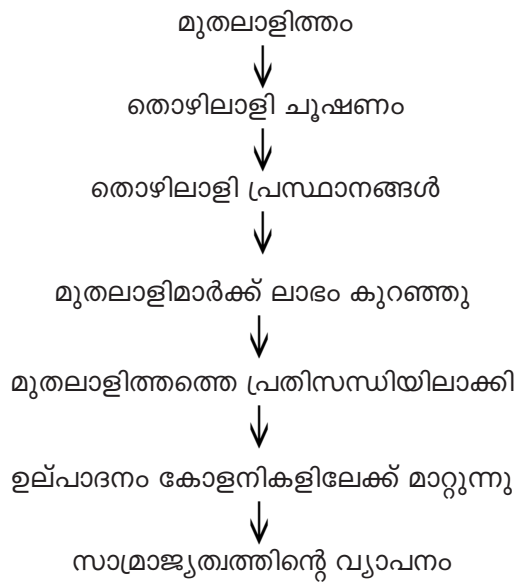 മുതലാളിത്തം
തൊഴിലാളി ചൂഷണം
തൊഴിലാളി പ്രസ്ഥാനങ്ങൾ
മുതലാളിമാർക്ക് ലാഭം കുറഞ്ഞു
മുതലാളിത്തത്തെ പ്രതിസന്ധിയിലാക്കി
ഉല്പാദനം കോളനികളിലേക്ക് മാറ്റുന്നു
സാമ്രാജ്യത്വത്തിന്റെ വ്യാപനം